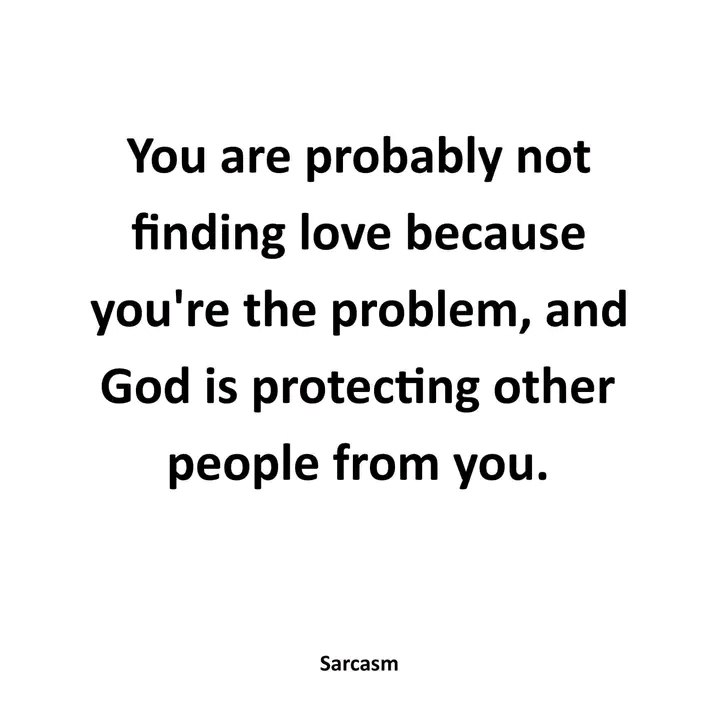 You are probably not
finding love because
you're the problem, and
God is protecting other
people from you.
Sarcasm